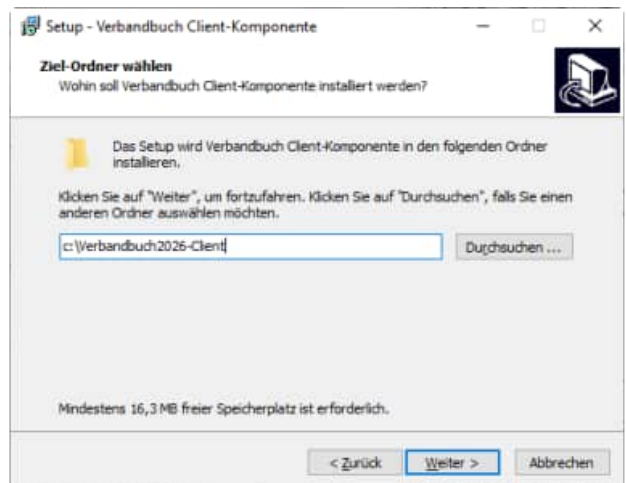 Setup - Verbandbuch Client-Komponente
Ziel-Ordner wählen
Wohin soll Verbandbuch Client-Komponente installiert werden?
Das Setup wird Verbandbuch Client-Komponente in den folgenden Ordner
installieren.
Klicken Sie auf "Weiter", um fortzufahren. Klicken Sie auf "Durchsuchen", falls Sie einen
anderen Ordner auswählen möchten.
c:\Verbandbuch2026-Client
Durchsuchen ...
Mindestens 16,3 MB freier Speicherplatz ist erforderlich.
< Zurück
Weiter >
Abbrechen